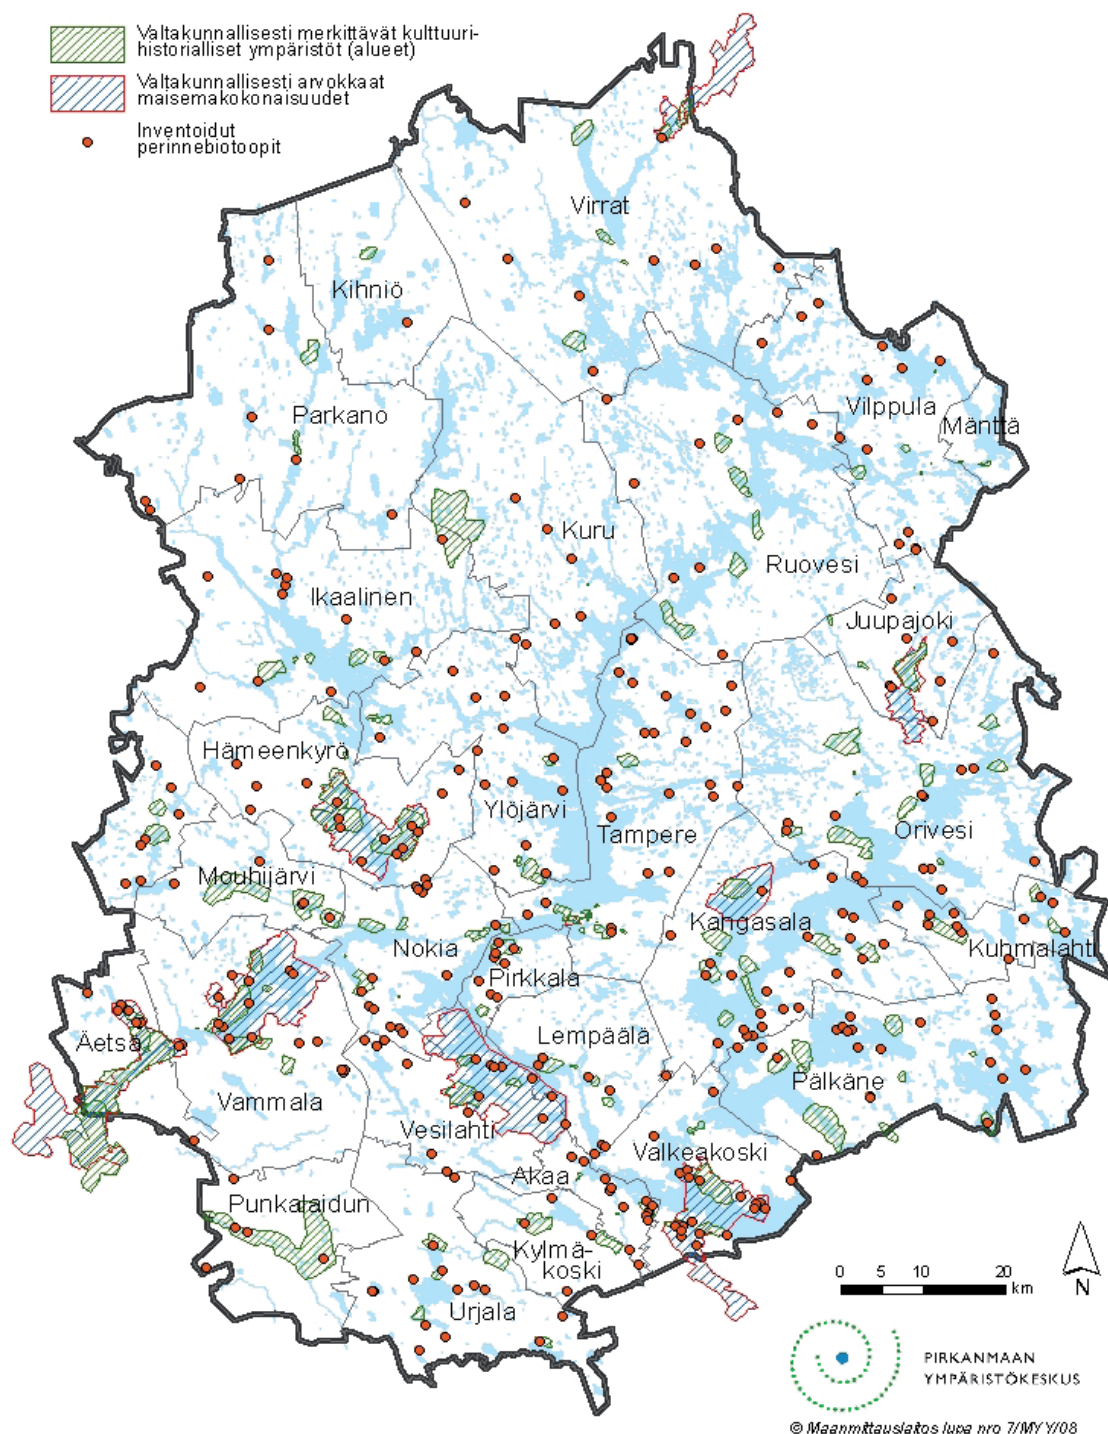 Valtakunnallisesti merkittävät kulttuuri-
historialliset ympäristöt (alueet)
Valtakunnallisesti arvokkaat
maisemakokonaisuudet
Inventoidut
perinnebiotoopit
Virrat
Kihniö
Parkano
Vilppula
Mänttä
Kuru
Ruovesi
Ikaalinen
Juupajoki
Hämeenkyrö
Ylöjärvi
Tampere
Orivesi
Mouhijärvi
Kangasala
Nokia
Kuhmalahti
Pirkkala
Äetsä
Lempäälä
Pälkäne
Vammala
Vesilahti
Valkeakoski
Akaa
Punkalaidun
Kylmä-
koski
Urjala
0 5 10 20
km
N
PIRKANMAAN
YMPÄRISTÖKESKUS
© Maanmittauslaitos lupa nro 7/MYY/08